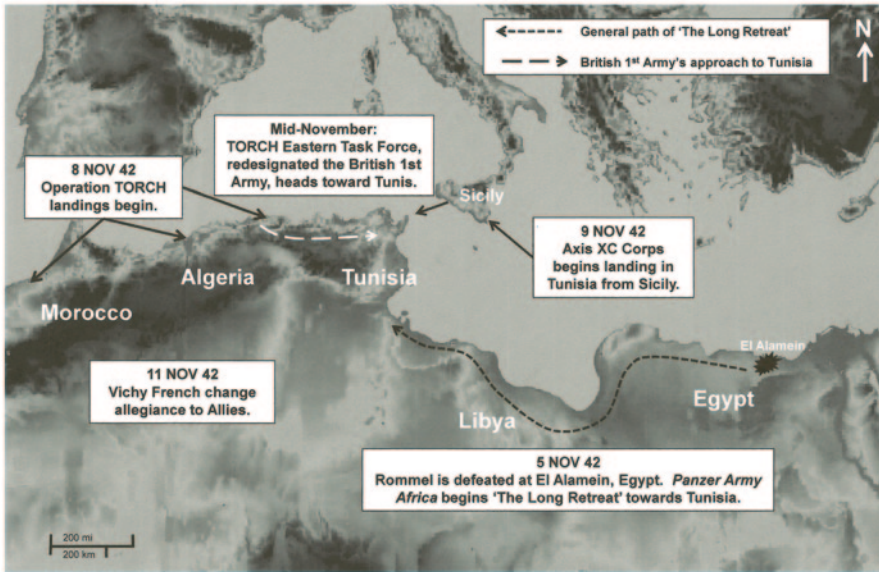 General path of 'The Long Retreat'
British 1st Army's approach to Tunisia
N
Mid-November:
TORCH Eastern Task Force,
redesignated the British 1st
Army, heads toward Tunis.
8 NOV 42
Operation TORCH
landings begin.
Sicily
9 NOV 42
Axis XC Corps
begins landing in
Tunisia from Sicily.
Algeria
Tunisia
Morocco
El Alamein
11 NOV 42
Vichy French change
allegiance to Allies.
Libya
Egypt
5 NOV 42
Rommel is defeated at El Alamein, Egypt. Panzer Army
Africa begins 'The Long Retreat' towards Tunisia.
200 mi
200 km